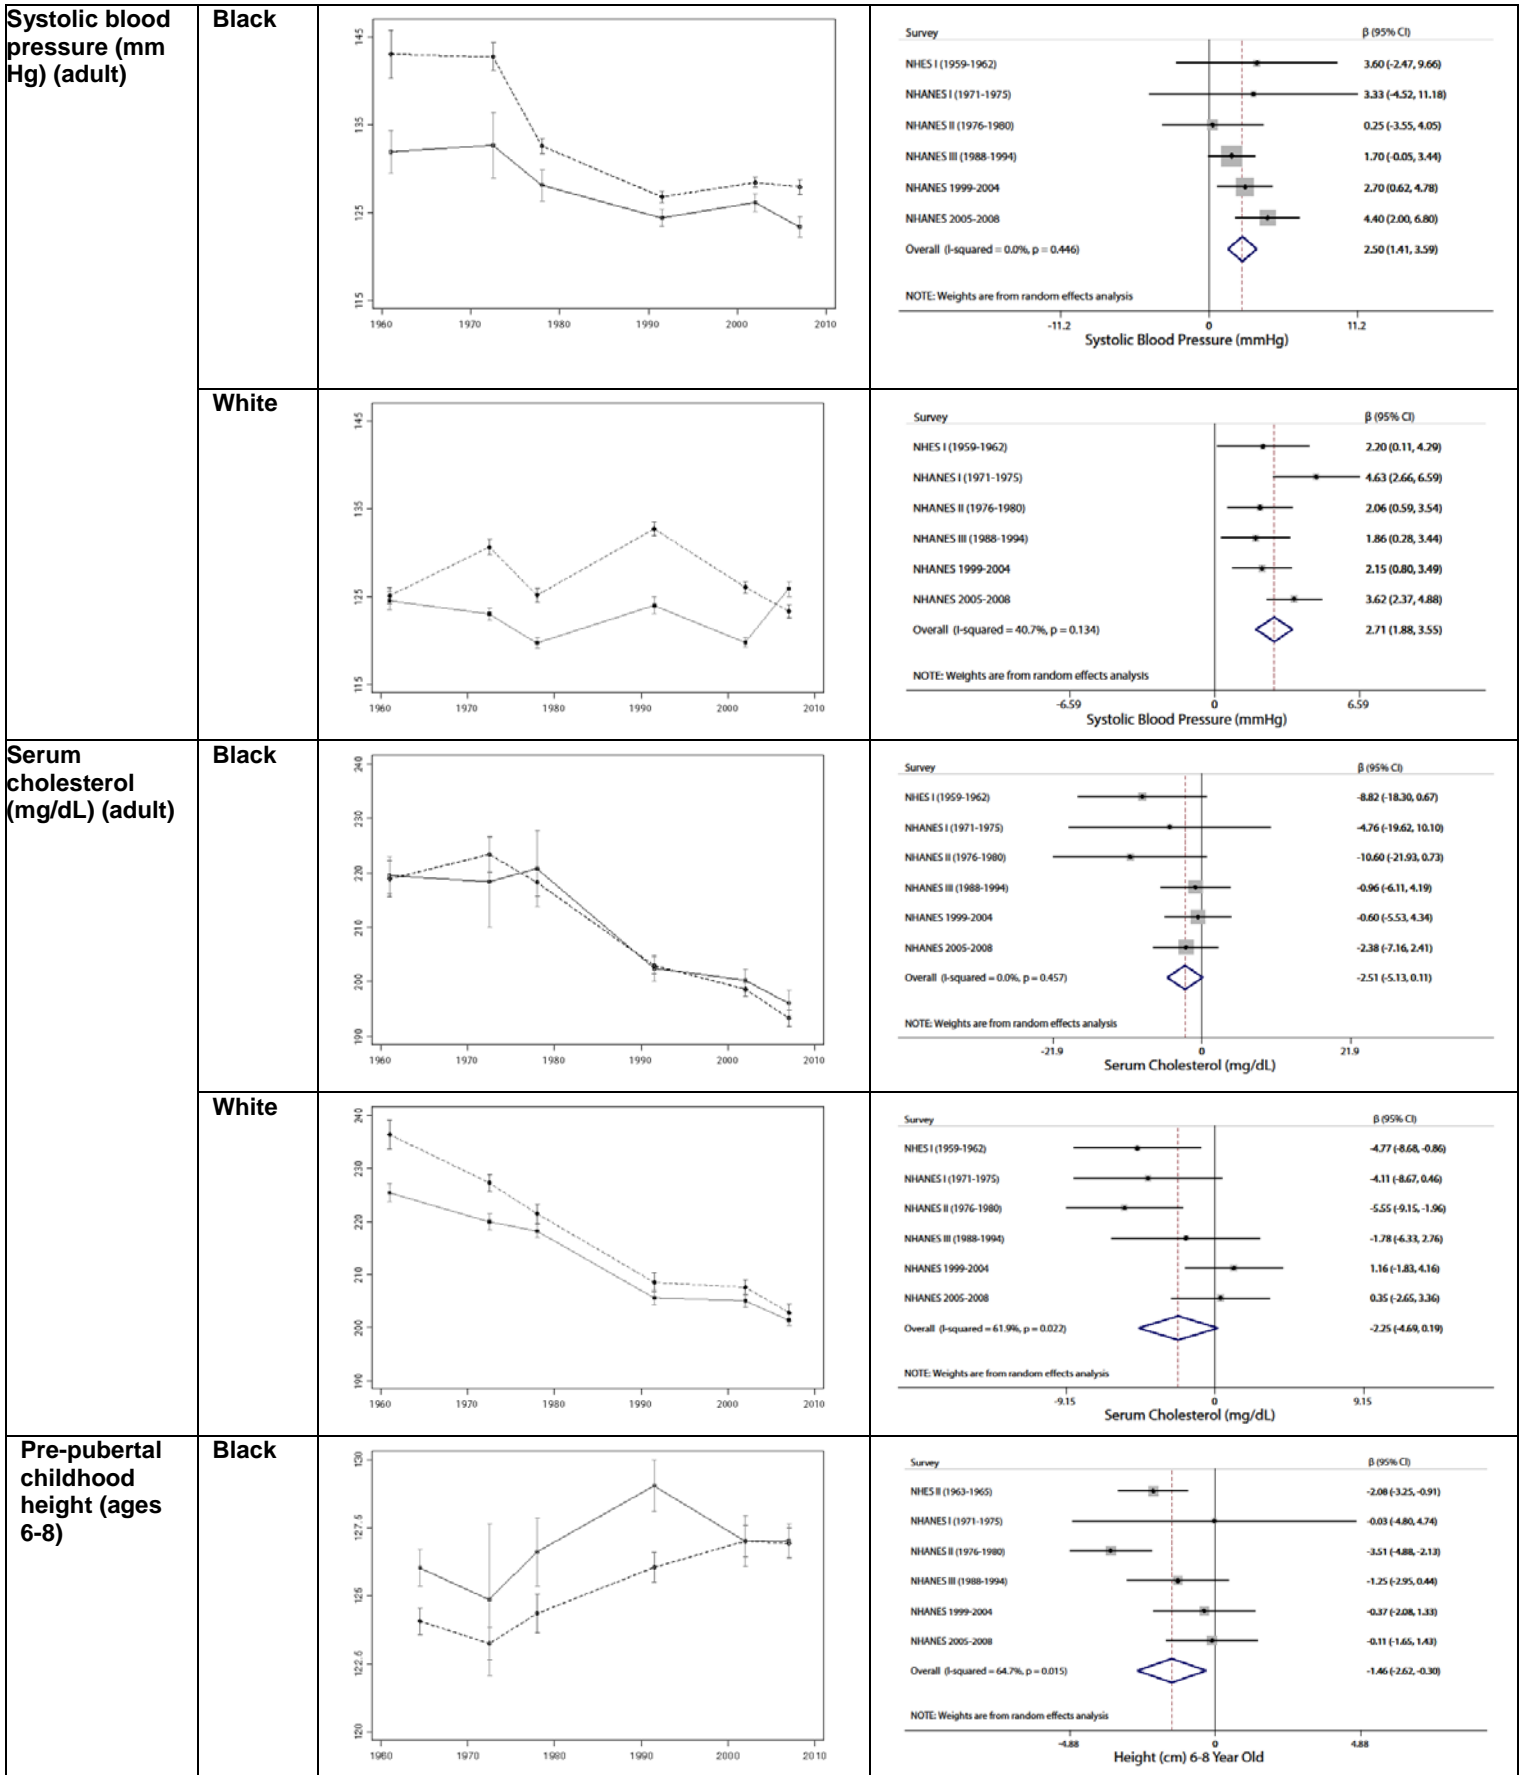 Systolic blood
pressure (mm
Hg) (adult)
Black
145
135
125
115
1960 1970 1980 1990 2000 2010
Survey β (95% CI)
NHES I (1959-1962) 3.60 (-2.47, 9.66)
NHANES I (1971-1975) 3.33 (-4.52, 11.18)
NHANES II (1976-1980) 0.25 (-3.55, 4.05)
NHANES III (1988-1994) 1.70 (-0.05, 3.44)
NHANES 1999-2004 2.70 (0.62, 4.78)
NHANES 2005-2008 4.40 (2.00, 6.80)
Overall (I-squared = 0.0%, p = 0.446) 2.50 (1.41, 3.59)
NOTE: Weights are from random effects analysis
-11.2 0 11.2
Systolic Blood Pressure (mmHg)
White
145
135
125
115
1960 1970 1980 1990 2000 2010
Survey β (95% CI)
NHES I (1959-1962) 2.20 (0.11, 4.29)
NHANES I (1971-1975) 4.63 (2.66, 6.59)
NHANES II (1976-1980) 2.06 (0.59, 3.54)
NHANES III (1988-1994) 1.86 (0.28, 3.44)
NHANES 1999-2004 2.15 (0.80, 3.49)
NHANES 2005-2008 3.62 (2.37, 4.88)
Overall (I-squared = 40.7%, p = 0.134) 2.71 (1.88, 3.55)
NOTE: Weights are from random effects analysis
-6.59 0 6.59
Systolic Blood Pressure (mmHg)
Serum
cholesterol
(mg/dL) (adult)
Black
240
230
220
210
200
190
1960 1970 1980 1990 2000 2010
Survey β (95% CI)
NHES I (1959-1962) -8.82 (-18.30, 0.67)
NHANES I (1971-1975) -4.76 (-19.62, 10.10)
NHANES II (1976-1980) -10.60 (-21.93, 0.73)
NHANES III (1988-1994) -0.96 (-6.11, 4.19)
NHANES 1999-2004 -0.60 (-5.53, 4.34)
NHANES 2005-2008 -2.38 (-7.16, 2.41)
Overall (I-squared = 0.0%, p = 0.457) -2.51 (-5.13, 0.11)
NOTE: Weights are from random effects analysis
-21.9 0 21.9
Serum Cholesterol (mg/dL)
White
240
230
220
210
200
190
1960 1970 1980 1990 2000 2010
Survey β (95% CI)
NHES I (1959-1962) -4.77 (-8.68, -0.86)
NHANES I (1971-1975) -4.11 (-8.67, 0.46)
NHANES II (1976-1980) -5.55 (-9.15, -1.96)
NHANES III (1988-1994) -1.78 (-6.33, 2.76)
NHANES 1999-2004 1.16 (-1.83, 4.16)
NHANES 2005-2008 0.35 (-2.65, 3.36)
Overall (I-squared = 61.9%, p = 0.022) -2.25 (-4.69, 0.19)
NOTE: Weights are from random effects analysis
-9.15 0 9.15
Serum Cholesterol (mg/dL)
Pre-pubertal
childhood
height (ages
6-8)
Black
130
127.5
125
122.5
120
1960 1970 1980 1990 2000 2010
Survey β (95% CI)
NHES II (1963-1965) -2.08 (-3.25, -0.91)
NHANES I (1971-1975) -0.03 (-4.80, 4.74)
NHANES II (1976-1980) -3.51 (-4.88, -2.13)
NHANES III (1988-1994) -1.25 (-2.95, 0.44)
NHANES 1999-2004 -0.37 (-2.08, 1.33)
NHANES 2005-2008 -0.11 (-1.65, 1.43)
Overall (I-squared = 64.7%, p = 0.015) -1.46 (-2.62, -0.30)
NOTE: Weights are from random effects analysis
-4.88 0 4.88
Height (cm) 6-8 Year Old